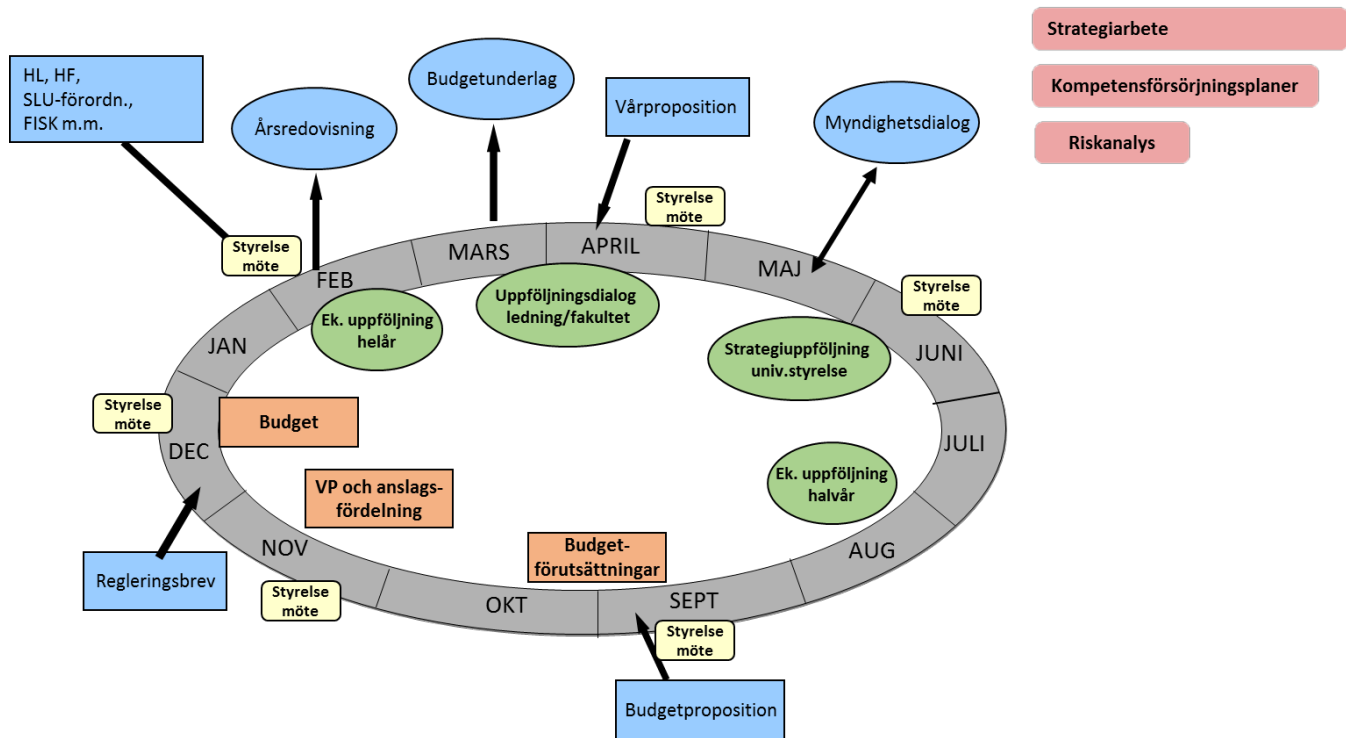 Strategiarbete
Kompetensförsörjningsplaner
Riskanalys
HL, HF,
SLU-förordn.,
FISK m.m.
Årsredovisning
Budgetunderlag
Vårproposition
Myndighetsdialog
Styrelse
möte
Styrelse
möte
Styrelse
möte
JAN
FEB
MARS
APRIL
MAJ
JUNI
JULI
AUG
SEPT
OKT
NOV
DEC
Ek. uppföljning
helår
Uppföljningsdialog
ledning/fakultet
Strategiuppföljning
univ.styrelse
Ek. uppföljning
halvår
Styrelse
möte
Budget
VP och anslags-
fördelning
Budget-
förutsättningar
Regleringsbrev
Styrelse
möte
Styrelse
möte
Budgetproposition